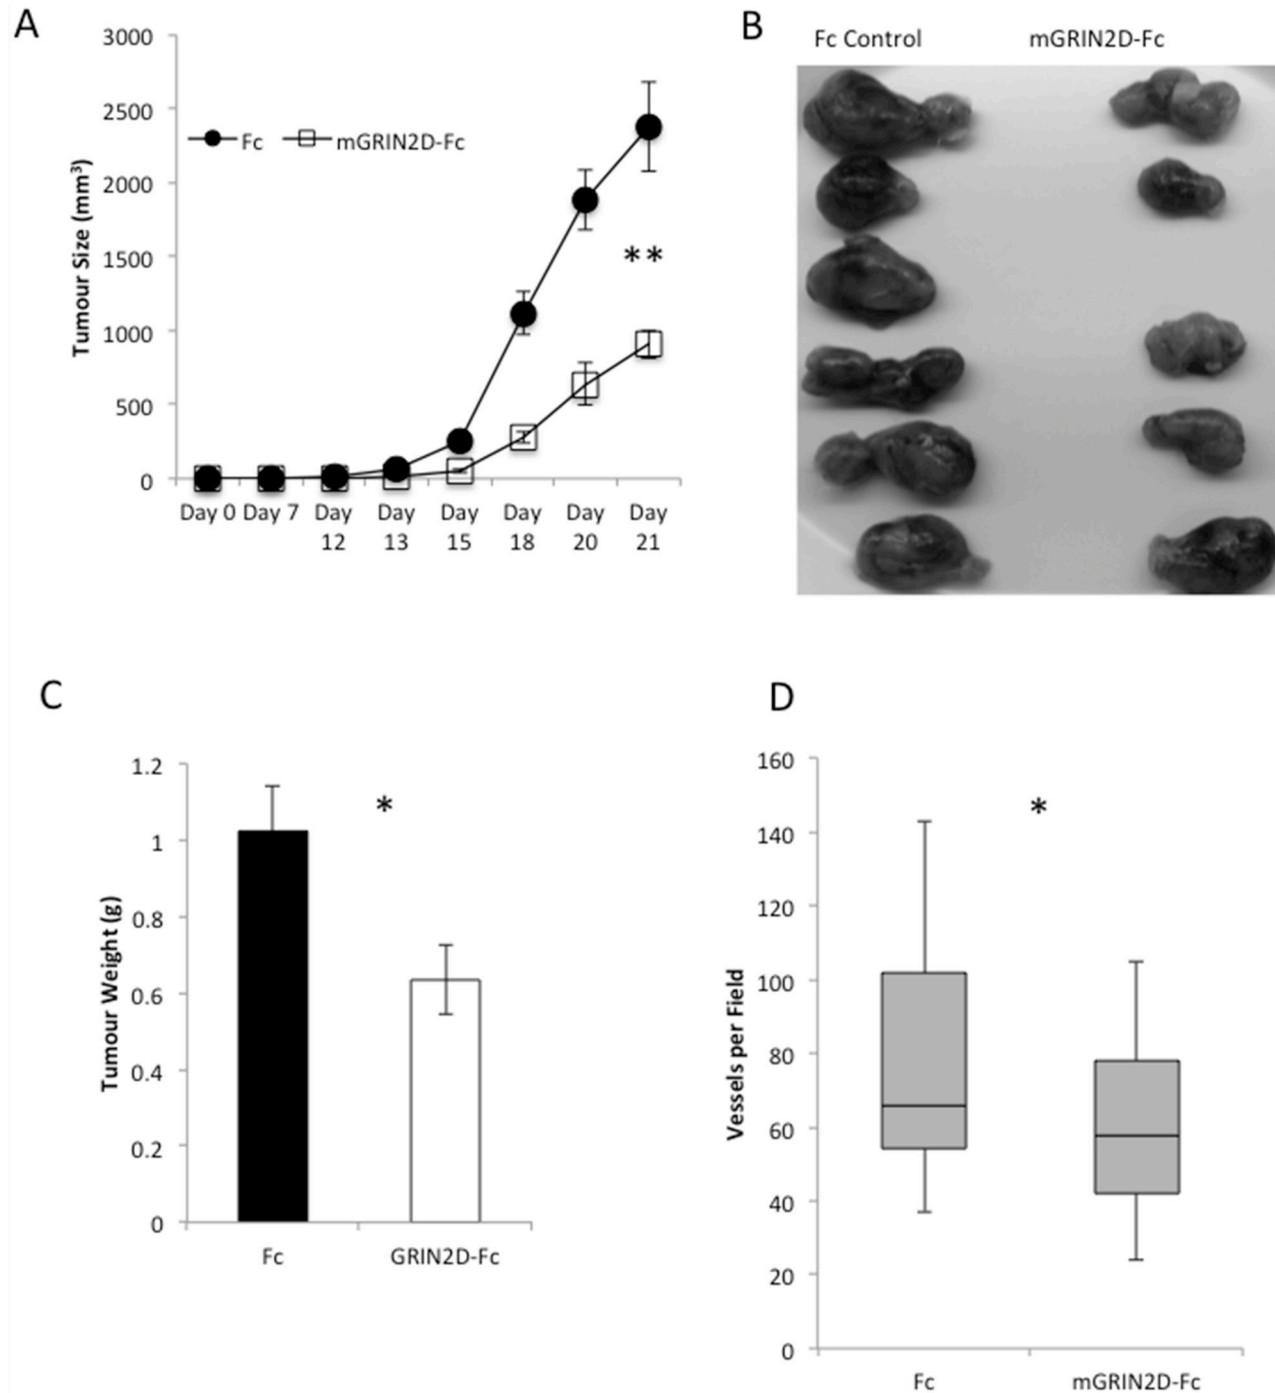 A
3000
2500
2000
1500
1000
500
0
Tumour Size (mm³)
Fc mGRIN2D-Fc
**
Day 0 Day 7 Day 12 Day 13 Day 15 Day 18 Day 20 Day 21
B
Fc Control mGRIN2D-Fc
C
1.2
1
0.8
0.6
0.4
0.2
0
Tumour Weight (g)
*
Fc GRIN2D-Fc
D
160
140
120
100
80
60
40
20
0
Vessels per Field
*
Fc mGRIN2D-Fc